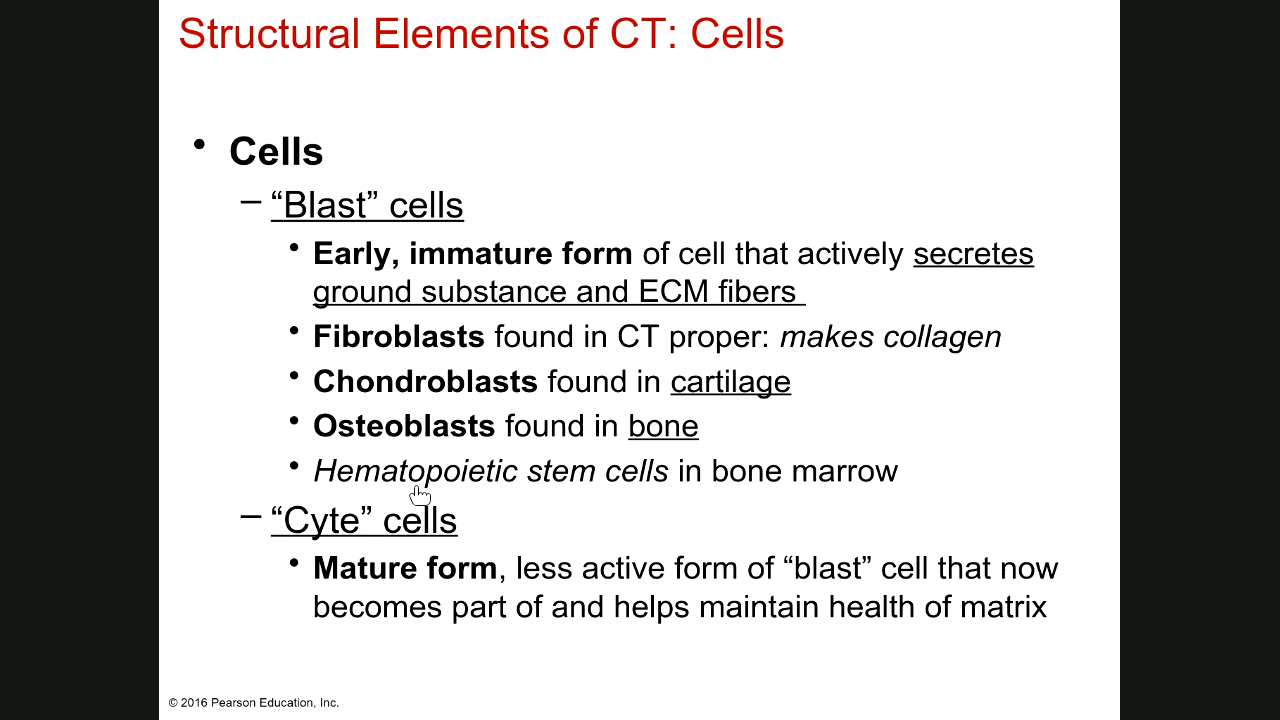 Structural Elements of CT: Cells
• Cells
– “Blast” cells
• Early, immature form of cell that actively secretes
ground substance and ECM fibers
• Fibroblasts found in CT proper: makes collagen
• Chondroblasts found in cartilage
• Osteoblasts found in bone
• Hematopoietic stem cells in bone marrow
– “Cyte” cells
• Mature form, less active form of “blast” cell that now
becomes part of and helps maintain health of matrix
© 2016 Pearson Education, Inc.